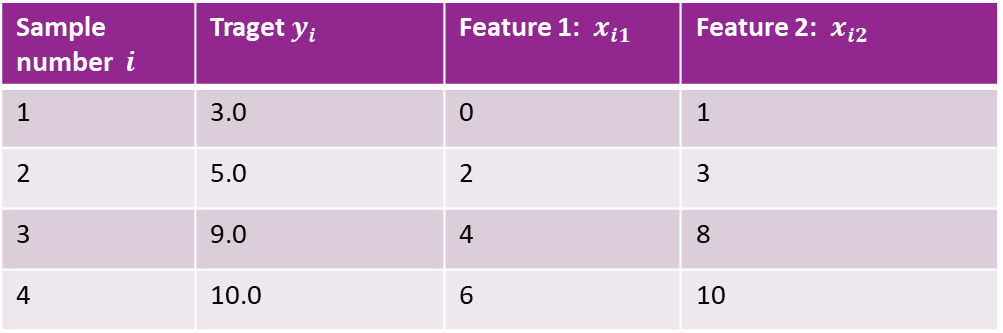 Sample number i Traget yᵢ Feature 1: xᵢ₁ Feature 2: xᵢ₂
1 3.0 0 1
2 5.0 2 3
3 9.0 4 8
4 10.0 6 10